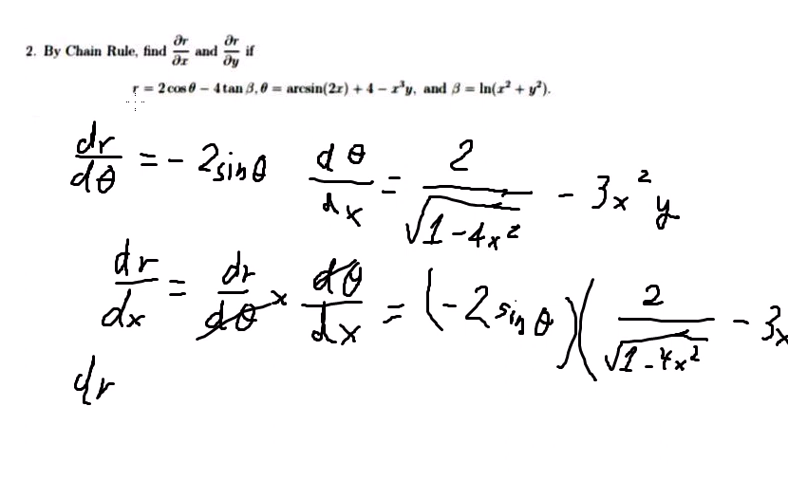 2. By Chain Rule, find ∂r/∂x and ∂r/∂y if
r = 2 cos θ − 4 tan β, θ = arcsin(2x) + 4 − x³y, and β = ln(x² + y²).
dr/dθ = - 2sinθ dθ/dx = 2/√(1-4x²) - 3x²y
dr/dx = dr/dθ × dθ/dx = (-2sinθ)(2/√(1-4x²) - 3x
dr